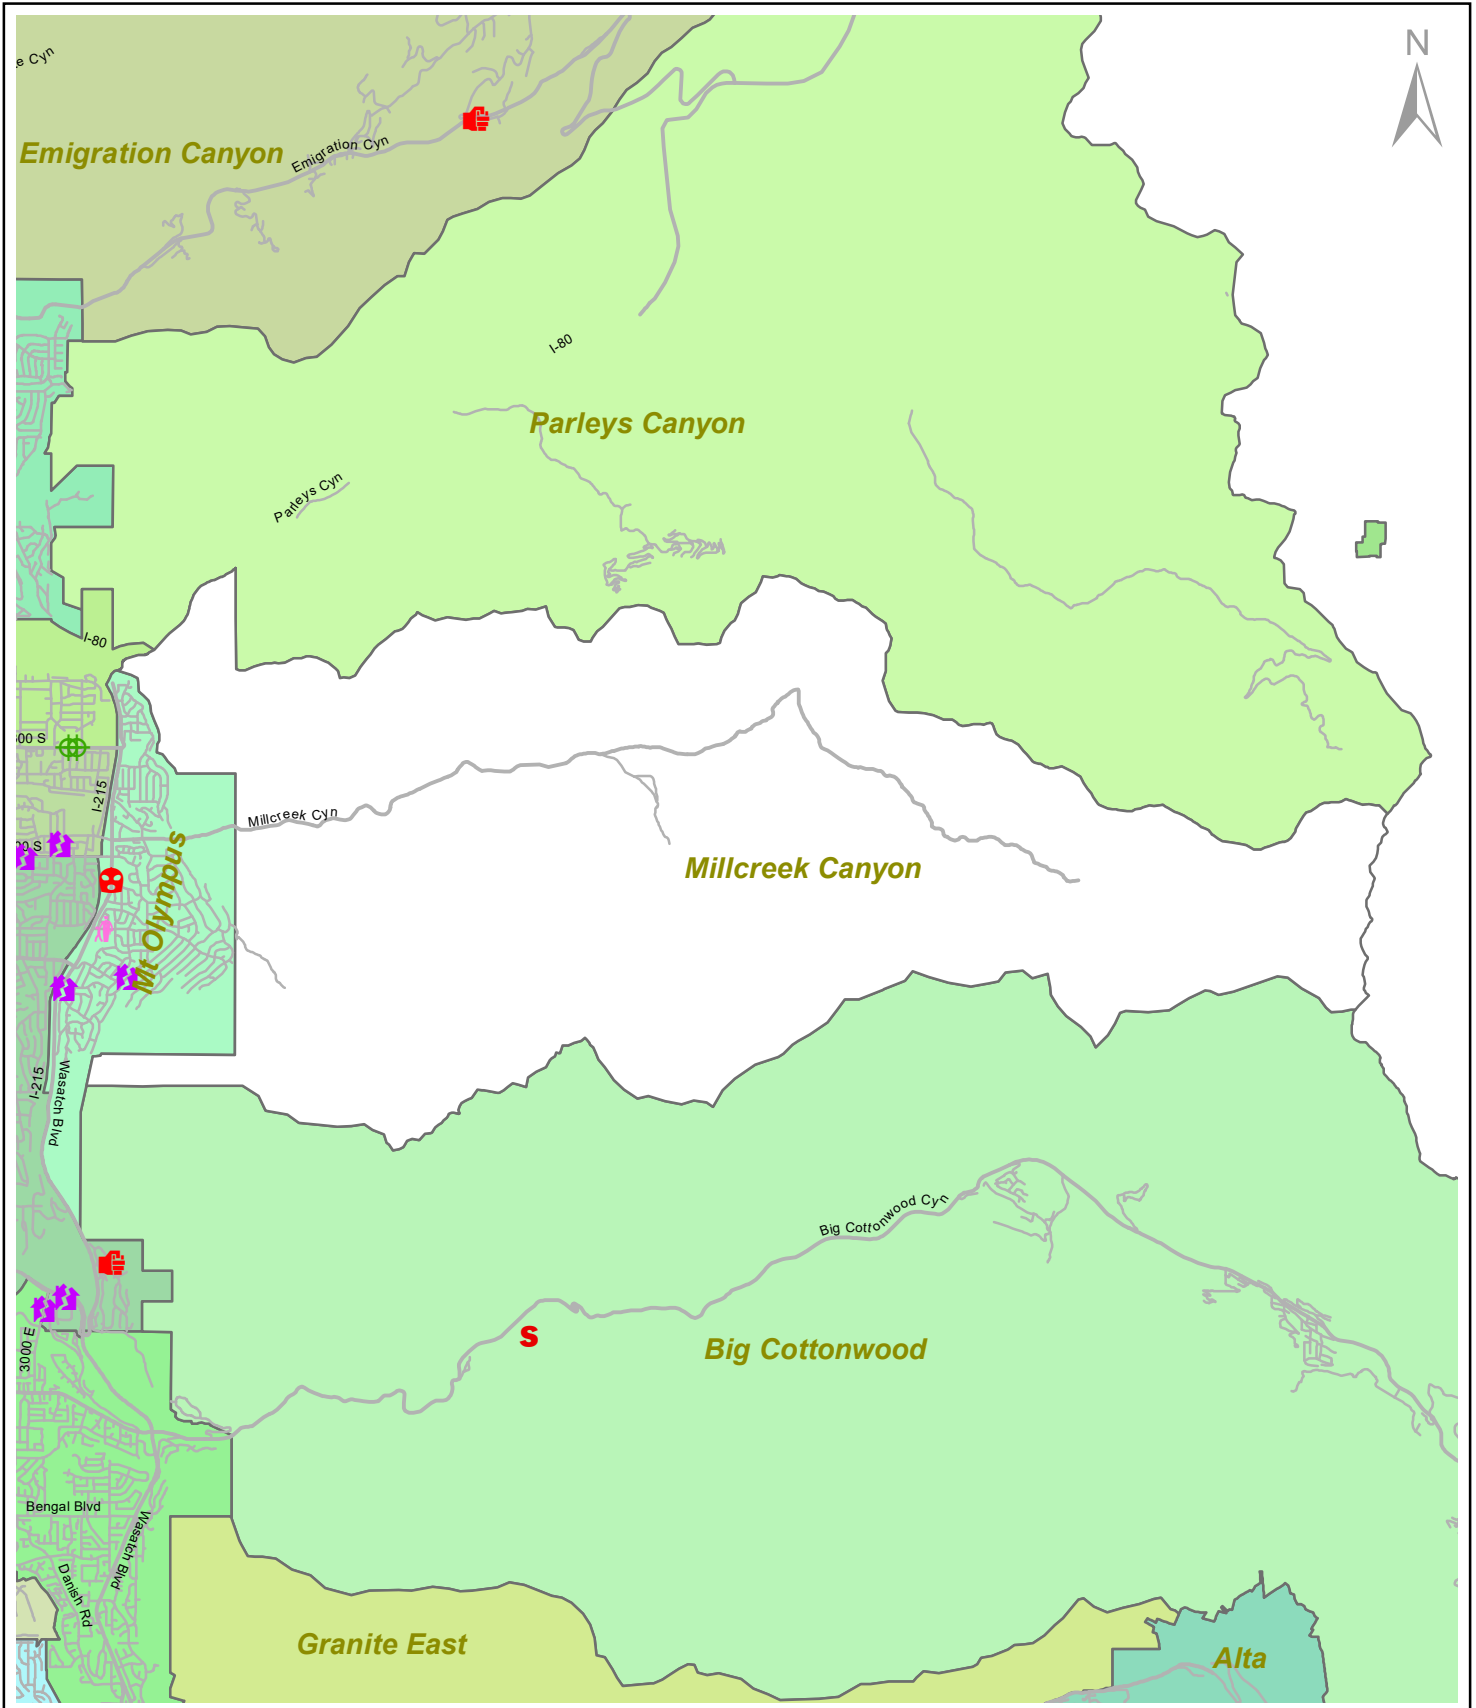 N
e Cyn
Emigration Canyon
Emigration Cyn
I-80
Parleys Canyon
Parleys Cyn
I-80
00 S
I-215
Millcreek Cyn
00 S
Mt Olympus
Millcreek Canyon
I-215
Wasatch Blvd
Big Cottonwood Cyn
S
Big Cottonwood
3000 E
Bengal Blvd
Wasatch Blvd
Danish Rd
Granite East
Alta